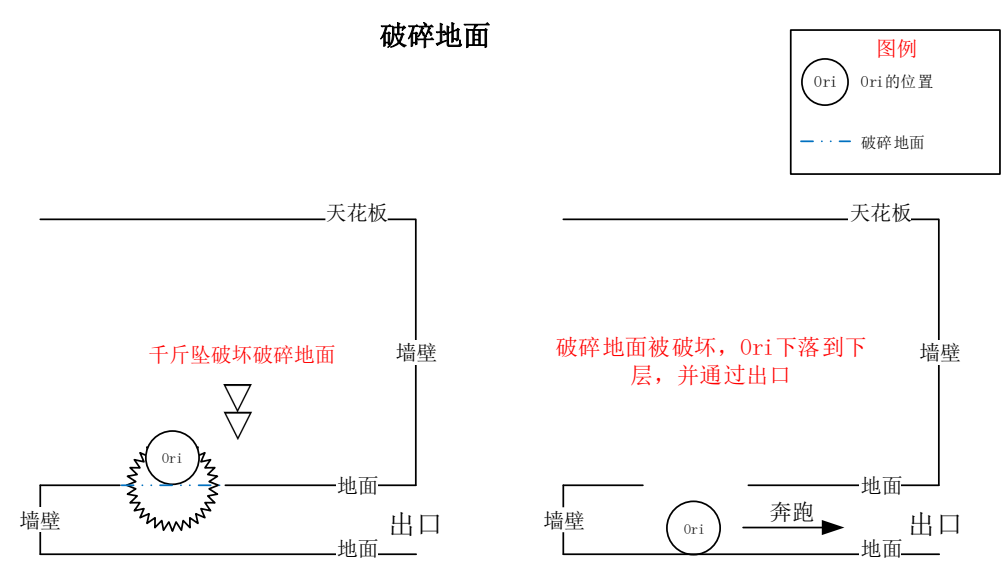 破碎地面
图例
Ori
Ori的位置
破碎地面
天花板
天花板
千斤坠破坏破碎地面
墙壁
破碎地面被破坏，Ori下落到下
层，并通过出口
墙壁
Ori
地面
地面
墙壁
出口
墙壁
Ori
奔跑
出口
地面
地面